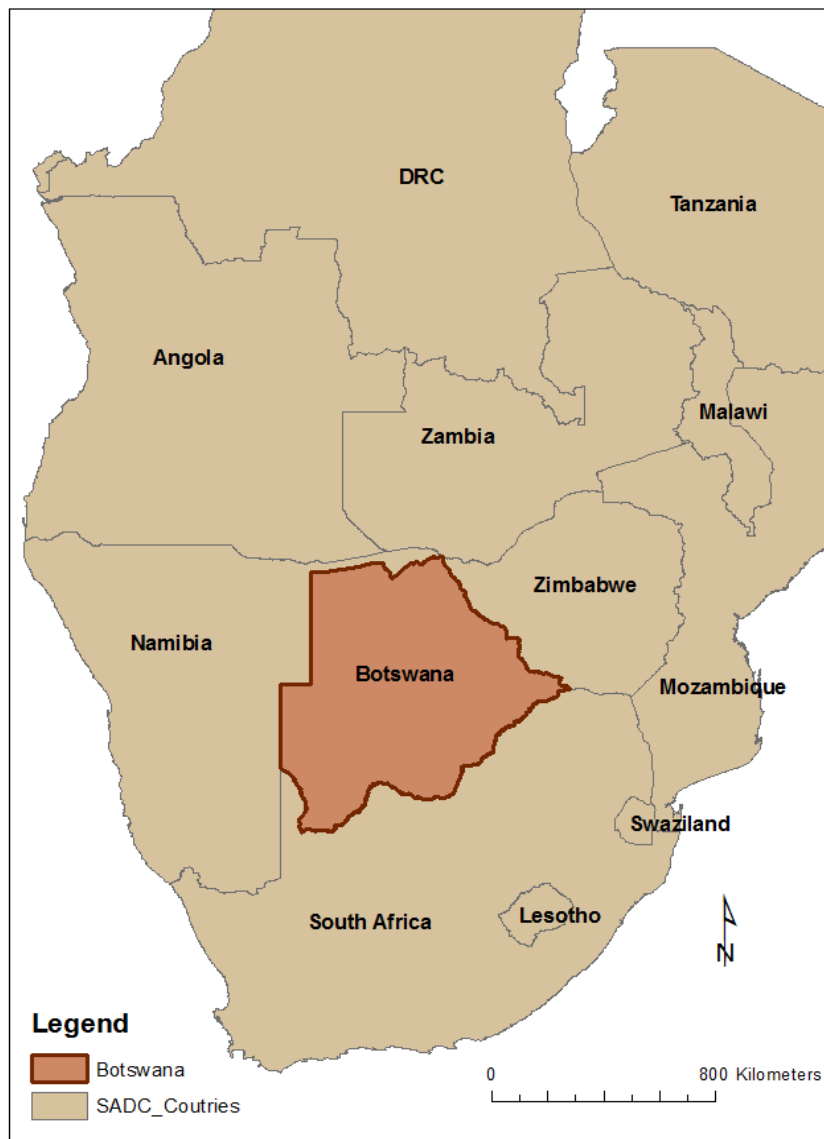 DRC
Tanzania
Angola
Malawi
Zambia
Zimbabwe
Namibia
Botswana
Mozambique
Swaziland
Lesotho
South Africa
N
Legend
Botswana
SADC_Coutries
0 800 Kilometers